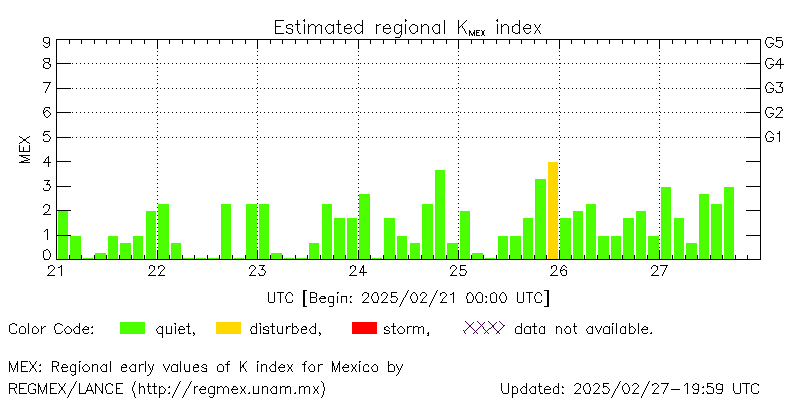 Estimated regional KMEX index
9
8
7
6
5
4
3
2
1
0
MEX
G5
G4
G3
G2
G1
21 22 23 24 25 26 27
UTC [Begin: 2025/02/21 00:00 UTC]
Color Code: quiet, disturbed, storm, data not available.
MEX: Regional early values of K index for Mexico by
REGMEX/LANCE (http://regmex.unam.mx) Updated: 2025/02/27-19:59 UTC